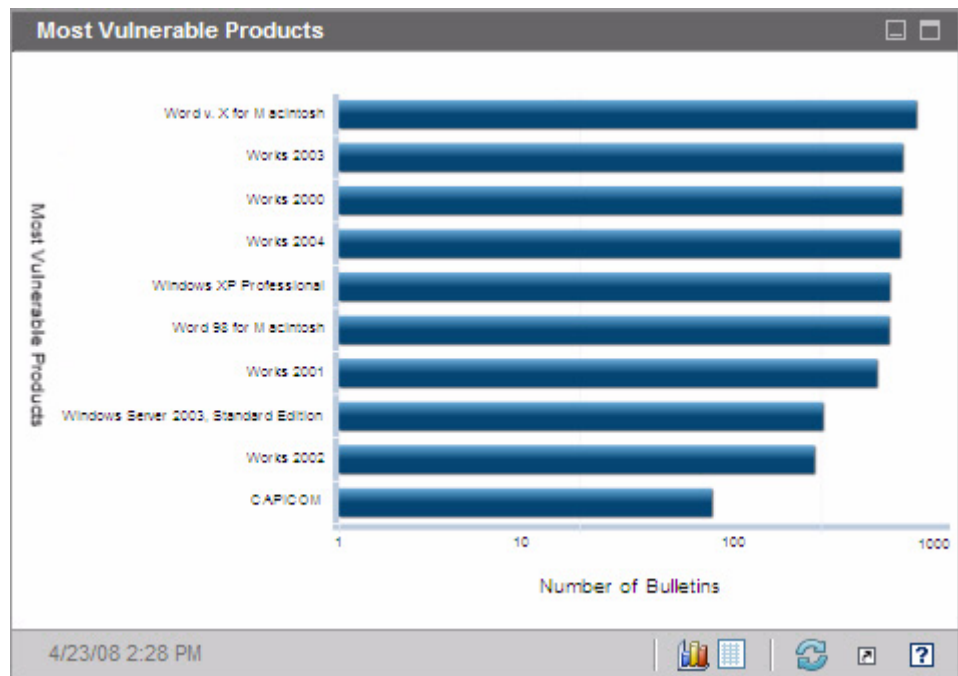 Most Vulnerable Products
Most Vulnerable Products
Word v. X for Macintosh
Works 2003
Works 2000
Works 2004
Windows XP Professional
Word 98 for Macintosh
Works 2001
Windows Server 2003, Standard Edition
Works 2002
CAPICOM
1 10 100 1000
Number of Bulletins
4/23/08 2:28 PM
?